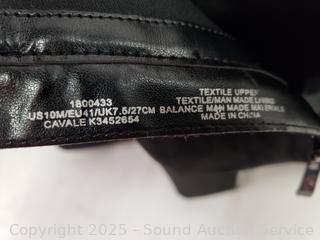 1800433
US10M/EU41/UK7.5/27CM
CAVALE K3452654
TEXTILE UPPER
TEXTILE/MAN MADE LINING
BALANCE MAN MADE MATERIALS
MADE IN CHINA
Copyright 2025 - Sound Auction Service